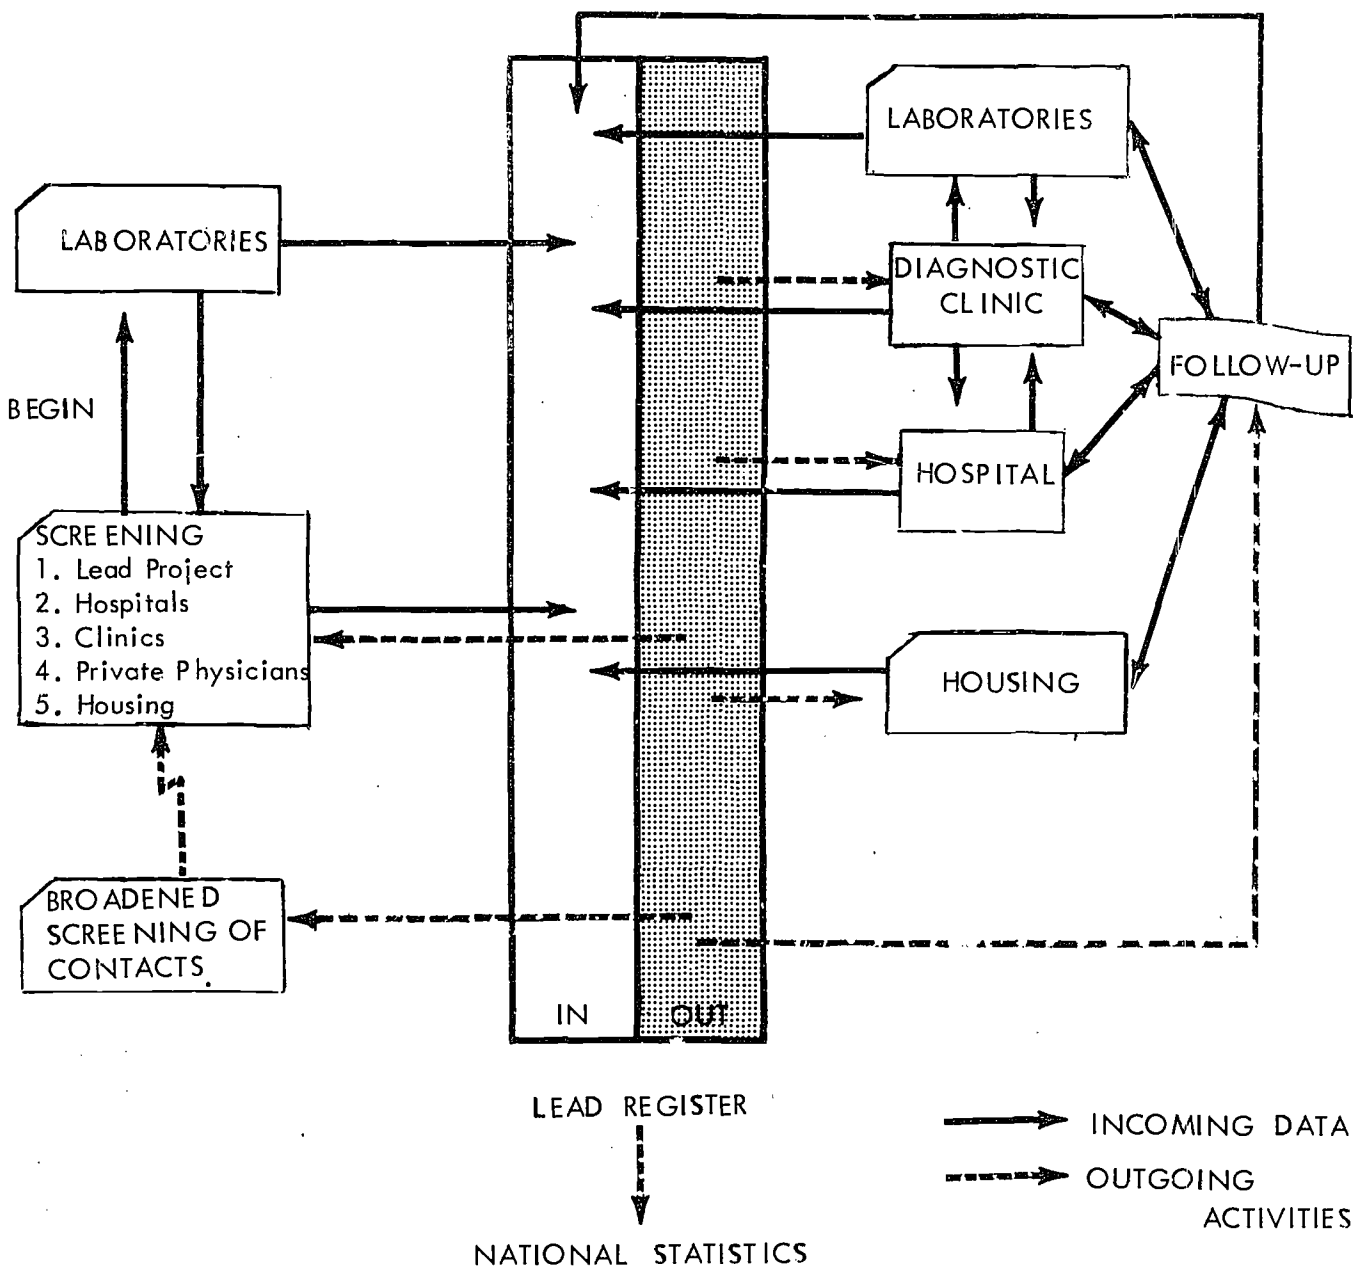 LABORATORIES
BEGIN
SCREENING
1. Lead Project
2. Hospitals
3. Clinics
4. Private Physicians
5. Housing
BROADENED
SCREENING OF
CONTACTS.
IN
OUT
LABORATORIES
DIAGNOSTIC
CLINIC
FOLLOW-UP
HOSPITAL
HOUSING
LEAD REGISTER
NATIONAL STATISTICS
INCOMING DATA
OUTGOING
ACTIVITIES